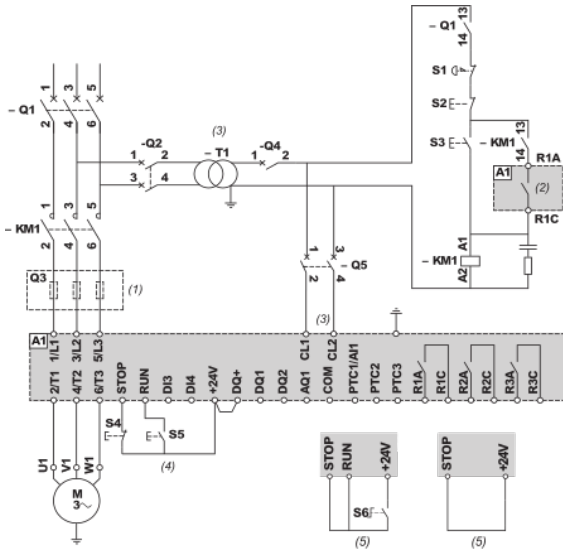 13
- Q1
14
1 3 5
S1
- Q1
(3)
S2
2 4 6
-Q2
- T1
-Q4
1 2
1 2
S3
13
- KM1
14
R1A
3 4
A1
(2)
1 3 5
1 3
R1C
- KM1
- Q5
A1
- KM1
A2
2 4 6
2 4
Q3
(1)
(3)
A1
1/L1 3/L2 5/L3 CL1 CL2
2/T1 4/T2 6/T3 STOP RUN DI3 DI4 +24V DQ+ DQ1 DQ2 AQ1 COM PTC1/AI1 PTC2 PTC3 R1A R1C R2A R2C R3A R3C
S4 S5
(4)
U1 V1 W1
STOP RUN +24V
STOP +24V
M
3
S6
(5)
(5)